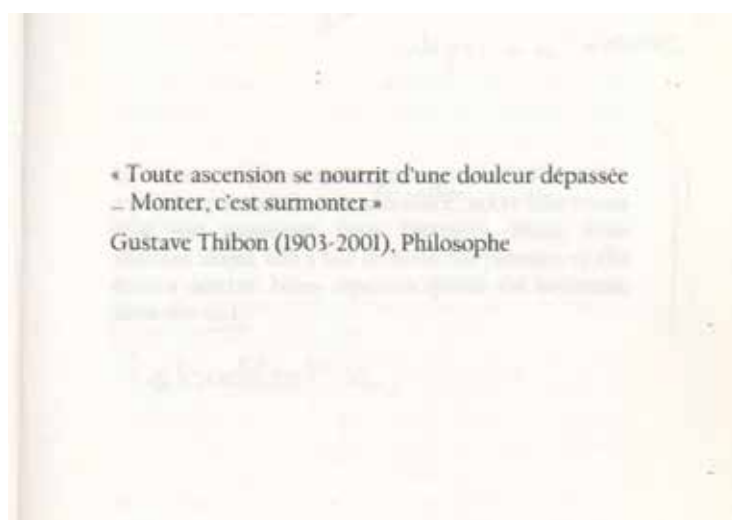 « Toute ascension se nourrit d'une douleur dépassée
... Monter, c'est surmonter »
Gustave Thibon (1903-2001), Philosophe